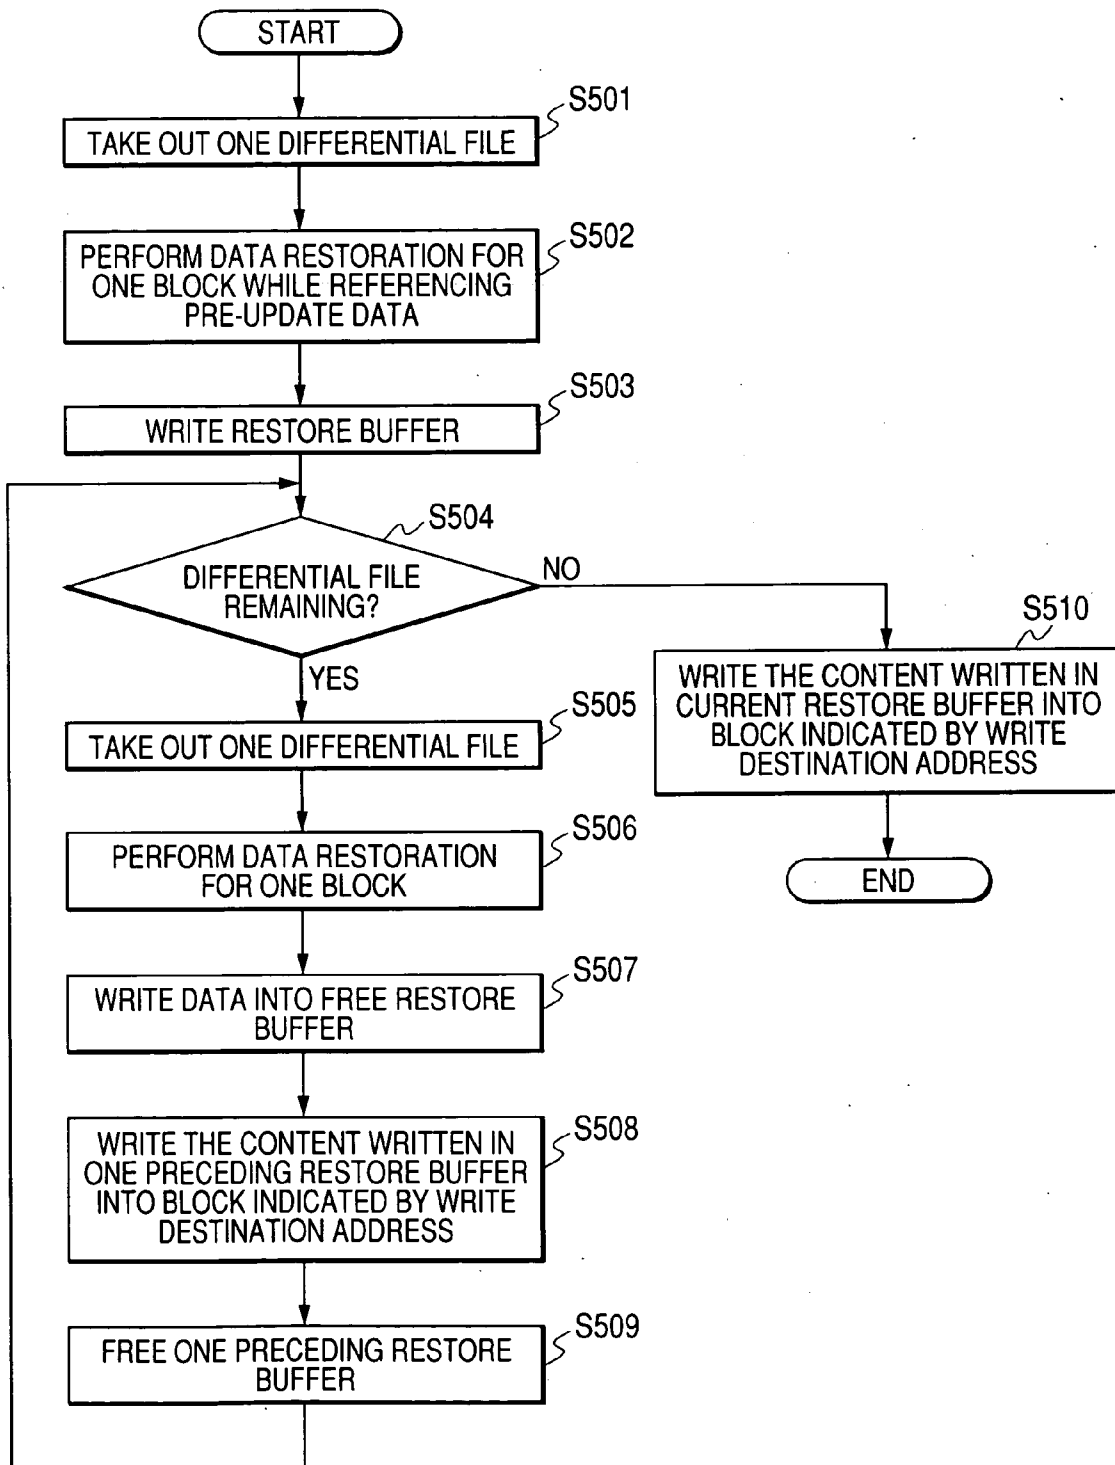 START
S501
TAKE OUT ONE DIFFERENTIAL FILE
S502
PERFORM DATA RESTORATION FOR
ONE BLOCK WHILE REFERENCING
PRE-UPDATE DATA
S503
WRITE RESTORE BUFFER
S504
DIFFERENTIAL FILE
REMAINING?
NO
YES
S505
TAKE OUT ONE DIFFERENTIAL FILE
S506
PERFORM DATA RESTORATION
FOR ONE BLOCK
S507
WRITE DATA INTO FREE RESTORE
BUFFER
S508
WRITE THE CONTENT WRITTEN IN
ONE PRECEDING RESTORE BUFFER
INTO BLOCK INDICATED BY WRITE
DESTINATION ADDRESS
S509
FREE ONE PRECEDING RESTORE
BUFFER
S510
WRITE THE CONTENT WRITTEN IN
CURRENT RESTORE BUFFER INTO
BLOCK INDICATED BY WRITE
DESTINATION ADDRESS
END